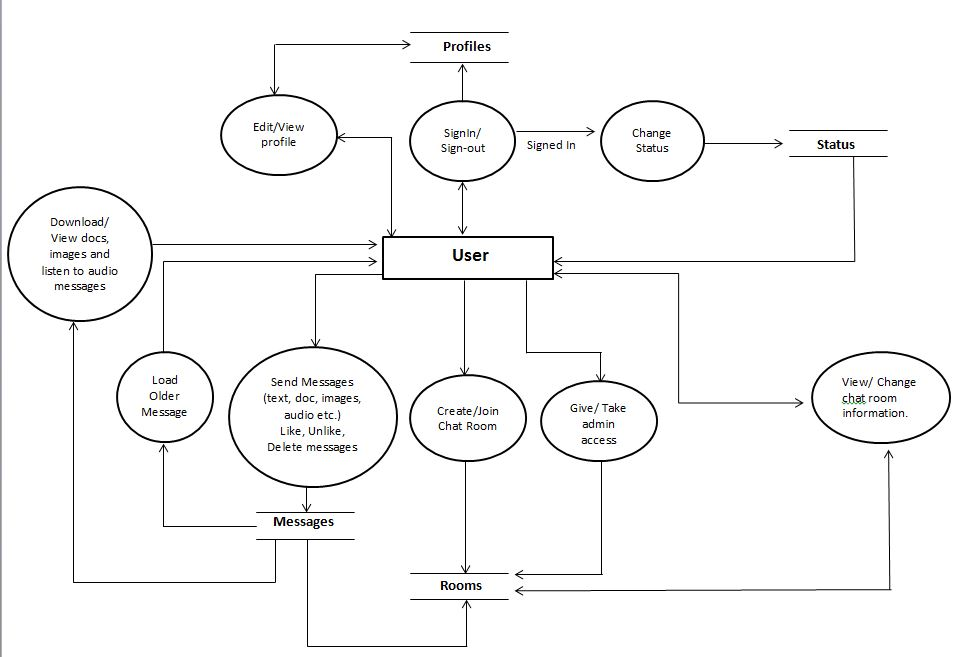 Profiles
Edit/View
profile
SignIn/
Sign-out
Signed In
Change
Status
Status
Download/
View docs,
images and
listen to audio
messages
User
Load
Older
Message
Send Messages
(text, doc, images,
audio etc.)
Like, Unlike,
Delete messages
Create/Join
Chat Room
Give/ Take
admin
access
View/ Change
chat room
information.
Messages
Rooms